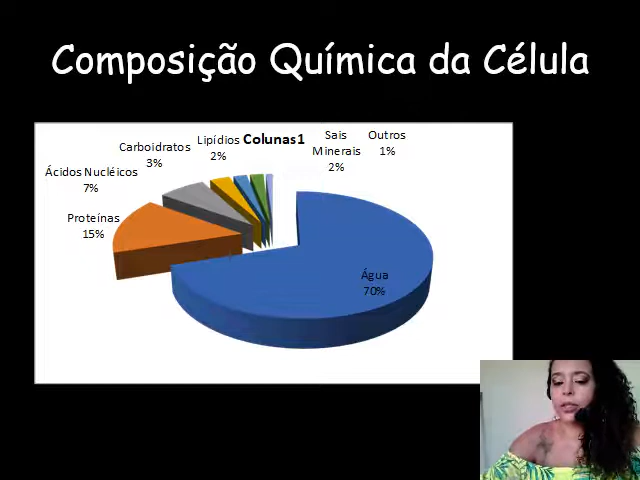 Composição Química da Célula
Colunas1
Sais
Minerais
2%
Outros
1%
Lipídios
2%
Carboidratos
3%
Ácidos Nucléicos
7%
Proteínas
15%
Água
70%